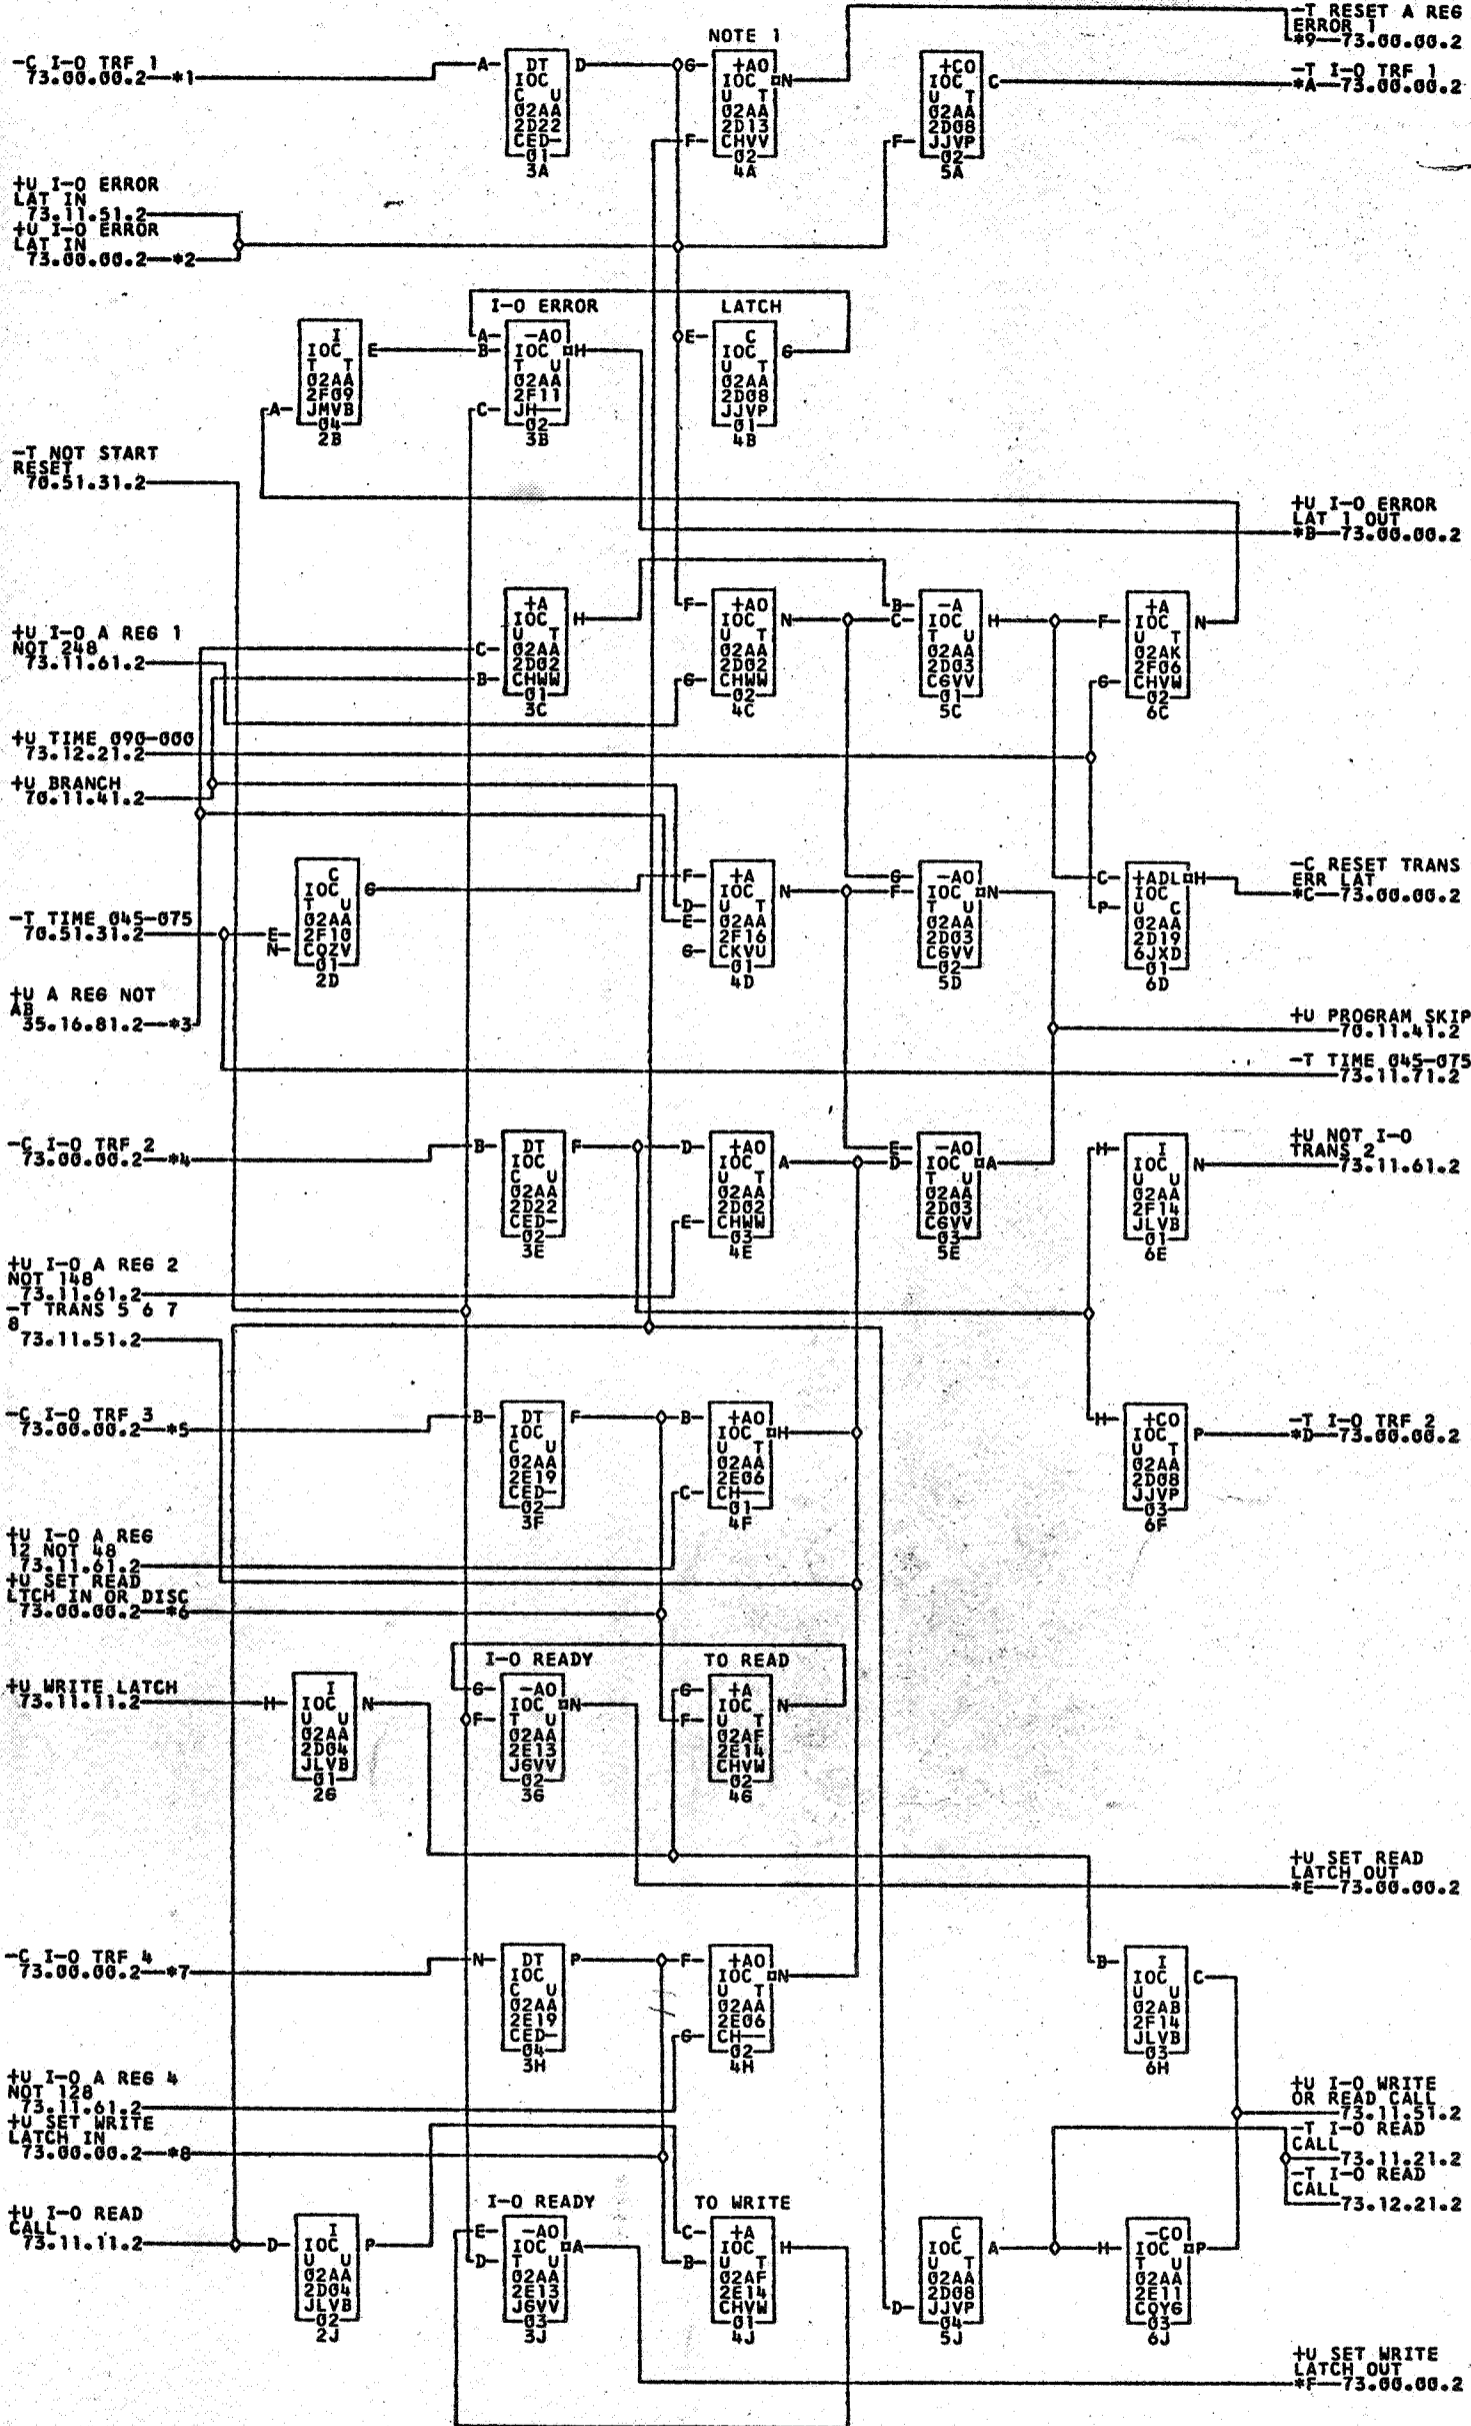 -T RESET A REG
ERROR 1
*9—73.00.00.2
NOTE 1
-C I-O TRF 1
73.00.00.2—*1
A- DT D
IOC
C U
02AA
2D22
CED-
01
3A
G- +AO
IOC N
U T
02AA
2D13
F- CHVV
02
4A
+CO
IOC C
U T
02AA
2D08
F- JJVP
02
5A
-T I-O TRF 1
*A—73.00.00.2
+U I-O ERROR
LAT IN
73.11.51.2
+U I-O ERROR
LAT IN
73.00.00.2—*2
I-O ERROR
LATCH
I
IOC E
T T
02AA
2F09
A- JMVB
04
2B
A- -AO
B- IOC H
T U
02AA
2F11
C- JH—
02
3B
E- C
IOC G
U T
02AA
2D08
JJVP
01
4B
-T NOT START
RESET
70.51.31.2
+U I-O ERROR
LAT 1 OUT
*B—73.00.00.2
+U I-O A REG 1
NOT 248
73.11.61.2
+A
IOC H
U T
C- 02AA
2D02
B- CHWW
01
3C
F- +AO
IOC N
U T
02AA
2D02
G- CHWW
02
4C
B- -A
C- IOC H
T U
02AA
2D03
CGVV
01
5C
+A
F- IOC N
U T
02AK
2F06
G- CHVW
02
6C
+U TIME 090-000
73.12.21.2
+U BRANCH
70.11.41.2
-T TIME 045-075
70.51.31.2
C
IOC G
T U
02AA
E- 2F10
N- CQZV
01
2D
F- +A
IOC N
D- U T
E- 02AA
2F16
G- CKVU
01
4D
G- -AO
F- IOC N
T U
02AA
2D03
CGVV
02
5D
C- +ADL H
IOC
P- U C
02AA
2D19
6JXD
01
6D
-C RESET TRANS
ERR LAT
*C—73.00.00.2
+U A REG NOT
AB
35.16.81.2—*3
+U PROGRAM SKIP
70.11.41.2
-T TIME 045-075
73.11.71.2
-C I-O TRF 2
73.00.00.2—*4
B- DT F
IOC
C U
02AA
2D22
CED-
02
3E
D- +AO
IOC A
U T
02AA
2D02
E- CHWW
03
4E
E- -AO
D- IOC A
T U
02AA
2D03
CGVV
03
5E
H- I
IOC N
U U
02AA
2F14
JLVB
01
6E
+U NOT I-O
TRANS 2
73.11.61.2
+U I-O A REG 2
NOT 148
73.11.61.2
-T TRANS 5 6 7
8
73.11.51.2
-C I-O TRF 3
73.00.00.2—*5
B- DT F
IOC
C U
02AA
2E19
CED-
02
3F
B- +AO
IOC H
U T
02AA
2E06
C- CH—
01
4F
H- +CO
IOC P
U T
02AA
2D08
JJVP
03
6F
-T I-O TRF 2
*D—73.00.00.2
+U I-O A REG
12 NOT 48
73.11.61.2
+U SET READ
LTCH IN OR DISC
73.00.00.2—*6
I-O READY
TO READ
+U WRITE LATCH
73.11.11.2
I
H- IOC N
U U
02AA
2D04
JLVB
01
2G
G- -AO
IOC N
F- T U
02AA
2E13
JGVV
02
3G
G- +A
IOC N
F- U T
02AF
2E14
CHVW
02
4G
+U SET READ
LATCH OUT
*E—73.00.00.2
-C I-O TRF 4
73.00.00.2—*7
N- DT P
IOC
C U
02AA
2E19
CED-
04
3H
F- +AO
IOC N
U T
02AA
2E06
G- CH—
02
4H
B- I
IOC C
U U
02AB
2F14
JLVB
03
6H
+U I-O A REG 4
NOT 128
73.11.61.2
+U SET WRITE
LATCH IN
73.00.00.2—*8
+U I-O WRITE
OR READ CALL
73.11.51.2
-T I-O READ
CALL
73.11.21.2
-T I-O READ
CALL
73.12.21.2
I-O READY
TO WRITE
+U I-O READ
CALL
73.11.11.2
I
D- IOC P
U U
02AA
2D04
JLVB
02
2J
E- -AO
IOC A
D- T U
02AA
2E13
JGVV
03
3J
C- +A
IOC H
B- U T
02AF
2E14
CHVW
01
4J
C
IOC A
U T
02AA
2D08
D- JJVP
04
5J
-CO
H- IOC P
T U
02AA
2E11
CQYG
03
6J
+U SET WRITE
LATCH OUT
*F—73.00.00.2